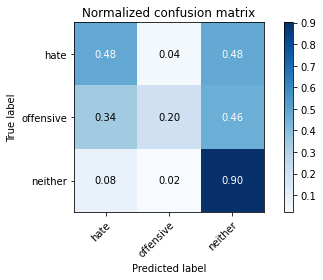 Normalized confusion matrix
True label
hate
0.48 0.04 0.48
offensive
0.34 0.20 0.46
neither
0.08 0.02 0.90
hate
offensive
neither
Predicted label
0.9
0.8
0.7
0.6
0.5
0.4
0.3
0.2
0.1